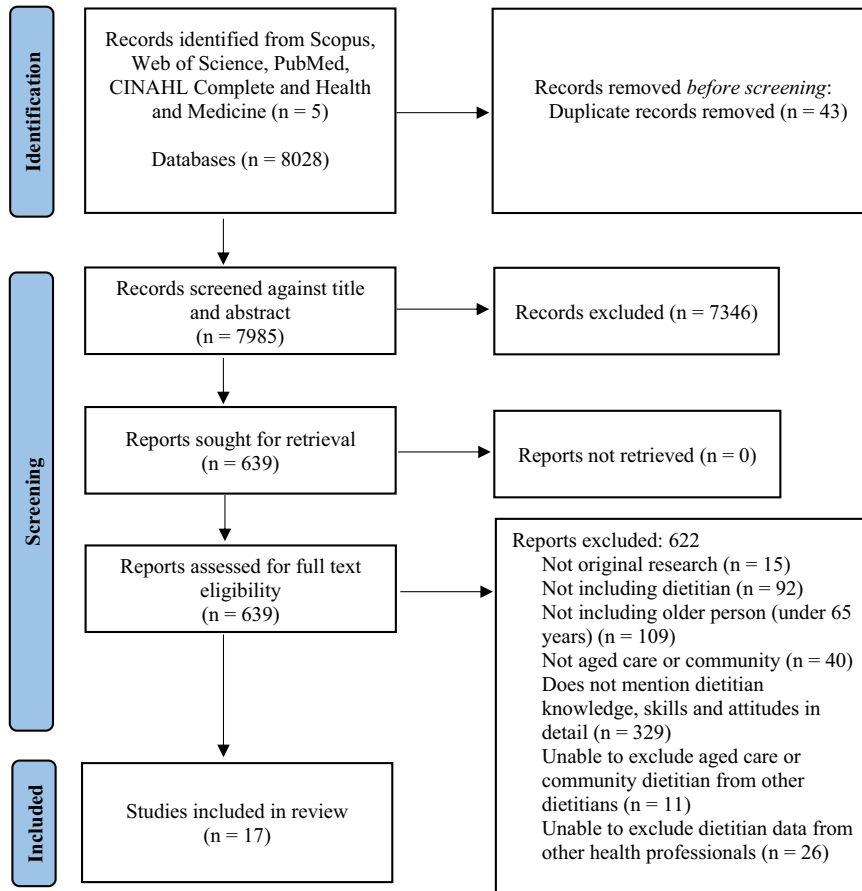 Identification
Records identified from Scopus,
Web of Science, PubMed,
CINAHL Complete and Health
and Medicine (n = 5)
Databases (n = 8028)
Records removed before screening:
Duplicate records removed (n = 43)
Screening
Records screened against title
and abstract
(n = 7985)
Records excluded (n = 7346)
Reports sought for retrieval
(n = 639)
Reports not retrieved (n = 0)
Reports assessed for full text
eligibility
(n = 639)
Reports excluded: 622
Not original research (n = 15)
Not including dietitian (n = 92)
Not including older person (under 65
years) (n = 109)
Not aged care or community (n = 40)
Does not mention dietitian
knowledge, skills and attitudes in
detail (n = 329)
Unable to exclude aged care or
community dietitian from other
dietitians (n = 11)
Unable to exclude dietitian data from
other health professionals (n = 26)
Included
Studies included in review
(n = 17)